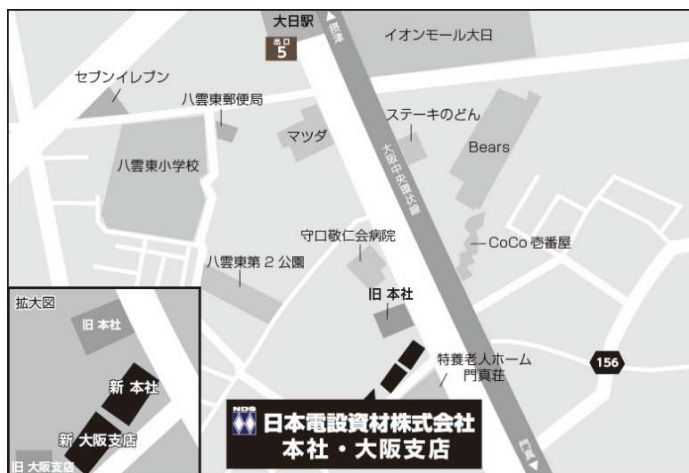 大日駅
出口
5
▲摂津
イオンモール大日
セブンイレブン
八雲東郵便局
マツダ
ステーキのどん
Bears
八雲東小学校
大阪中央環状線
守口敬仁会病院
CoCo壱番屋
八雲東第2公園
旧 本社
特養老人ホーム
門真荘
156
門真▼
拡大図
旧 本社
新 本社
新 大阪支店
旧 大阪支店
NDS
日本電設資材株式会社
本社・大阪支店